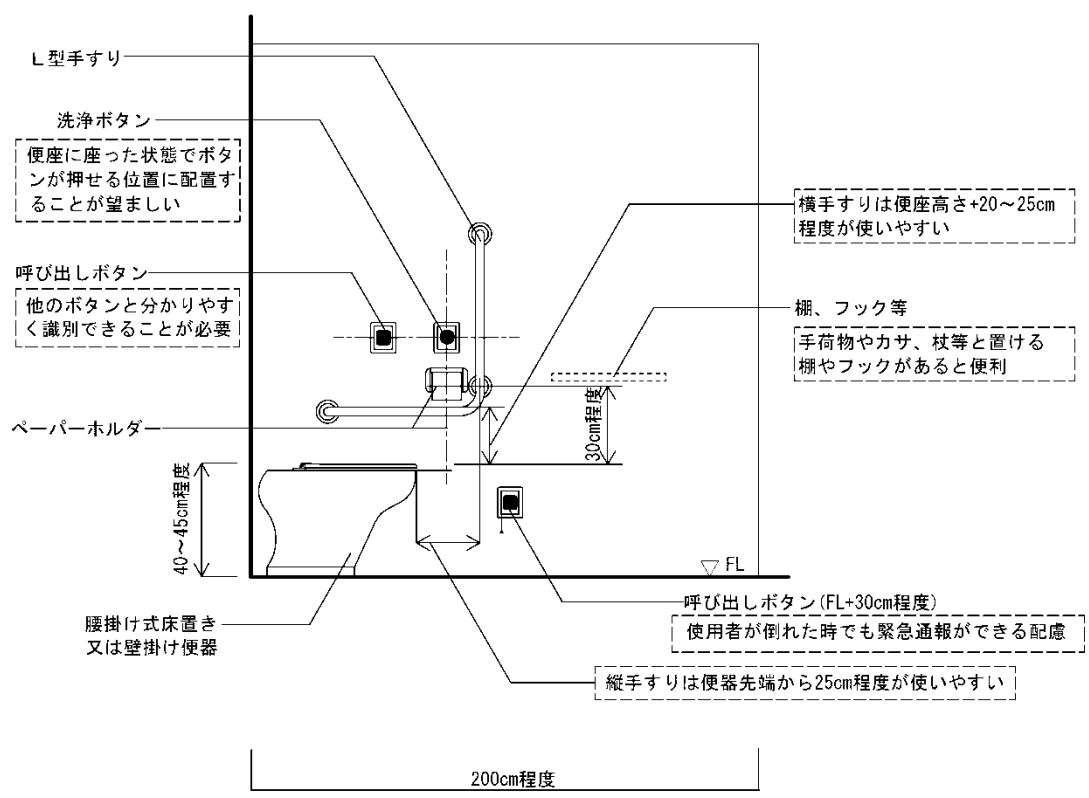 L型手すり
洗浄ボタン
便座に座った状態でボタ
ンが押せる位置に配置す
ることが望ましい
横手すりは便座高さ+20～25cm
程度が使いやすい
呼び出しボタン
他のボタンと分かりやす
く識別できることが必要
棚、フック等
手荷物やカサ、杖等と置ける
棚やフックがあると便利
ペーパーホルダー
30cm程度
40～45cm程度
FL
呼び出しボタン(FL+30cm程度)
使用者が倒れた時でも緊急通報ができる配慮
腰掛け式床置き
又は壁掛け便器
縦手すりは便器先端から25cm程度が使いやすい
200cm程度